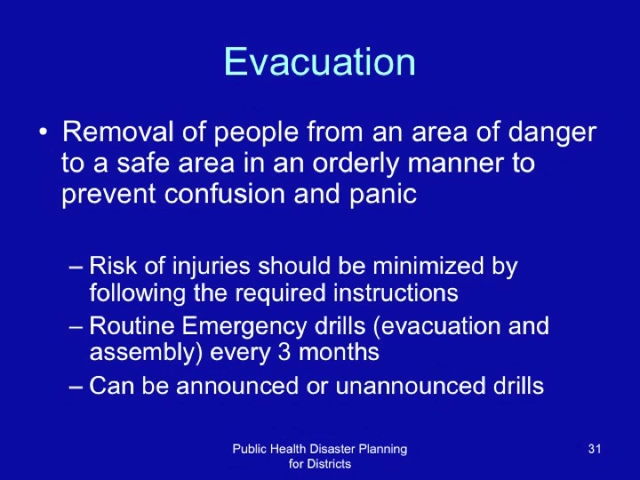 Evacuation
• Removal of people from an area of danger
to a safe area in an orderly manner to
prevent confusion and panic
– Risk of injuries should be minimized by
following the required instructions
– Routine Emergency drills (evacuation and
assembly) every 3 months
– Can be announced or unannounced drills
Public Health Disaster Planning
for Districts
31